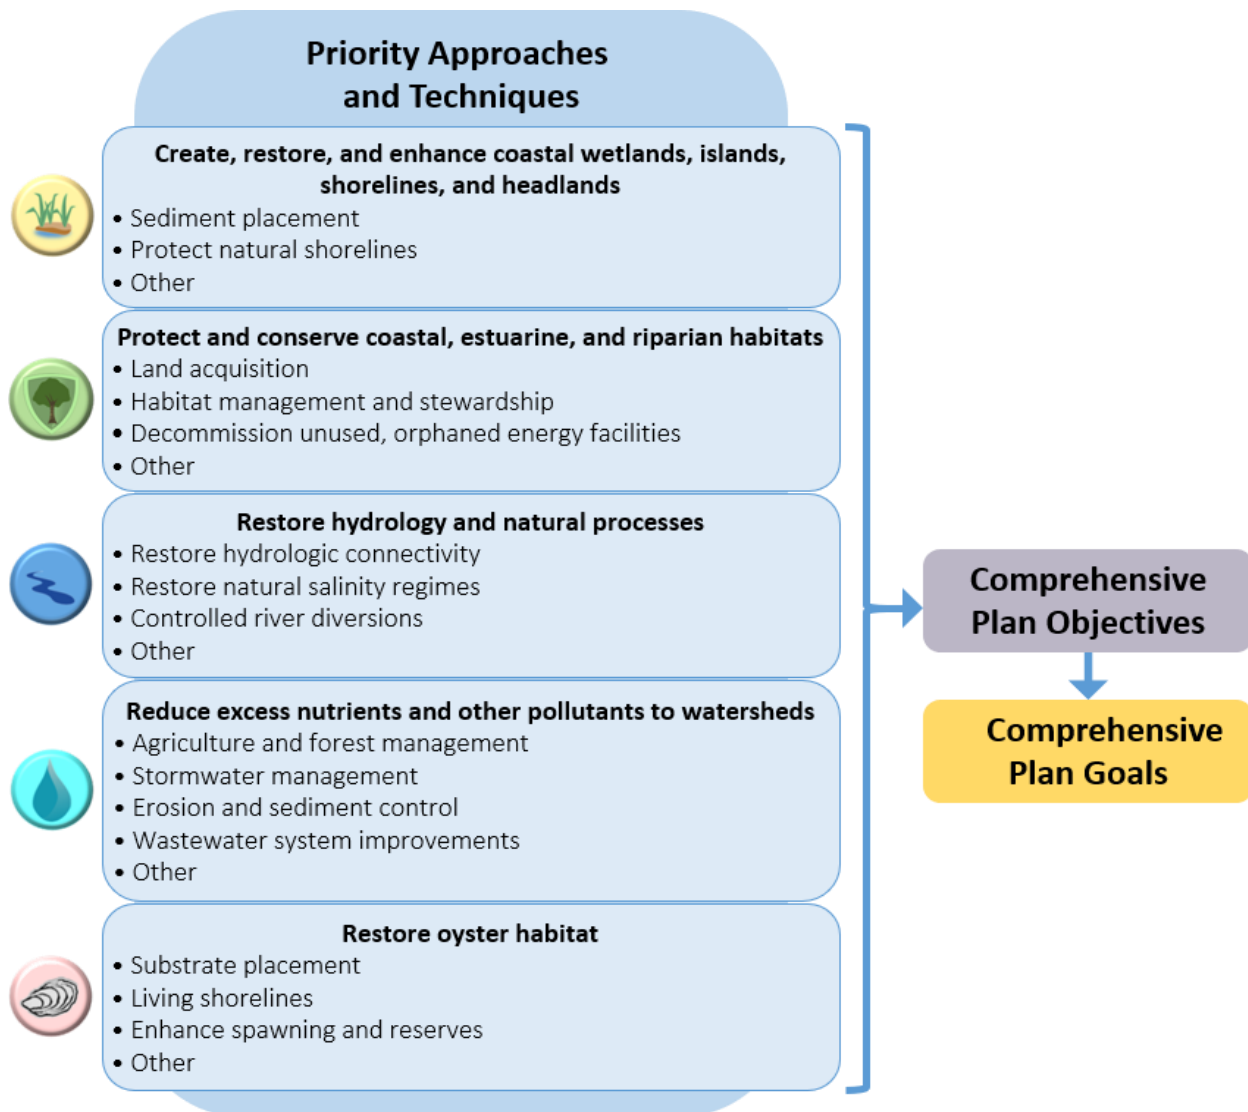 Priority Approaches
and Techniques
Create, restore, and enhance coastal wetlands, islands,
shorelines, and headlands
• Sediment placement
• Protect natural shorelines
• Other
Protect and conserve coastal, estuarine, and riparian habitats
• Land acquisition
• Habitat management and stewardship
• Decommission unused, orphaned energy facilities
• Other
Restore hydrology and natural processes
• Restore hydrologic connectivity
• Restore natural salinity regimes
• Controlled river diversions
• Other
Reduce excess nutrients and other pollutants to watersheds
• Agriculture and forest management
• Stormwater management
• Erosion and sediment control
• Wastewater system improvements
• Other
Restore oyster habitat
• Substrate placement
• Living shorelines
• Enhance spawning and reserves
• Other
Comprehensive
Plan Objectives
Comprehensive
Plan Goals